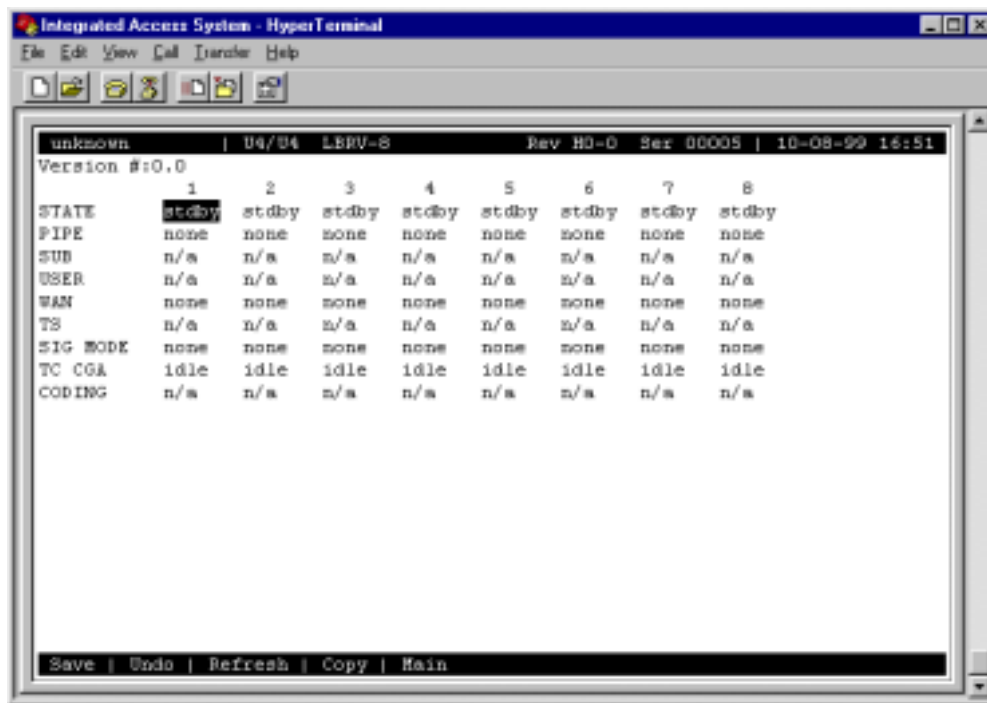 Integrated Access System - HyperTerminal
File Edit View Call Transfer Help
unknown | U4/U4 LBRV-8 Rev H0-0 Ser 00005 | 10-08-99 16:51
Version #:0.0
1 2 3 4 5 6 7 8
STATE stdby stdby stdby stdby stdby stdby stdby stdby
PIPE none none none none none none none none
SUB n/a n/a n/a n/a n/a n/a n/a n/a
USER n/a n/a n/a n/a n/a n/a n/a n/a
WAN none none none none none none none none
TS n/a n/a n/a n/a n/a n/a n/a n/a
SIG MODE none none none none none none none none
TC CGA idle idle idle idle idle idle idle idle
CODING n/a n/a n/a n/a n/a n/a n/a n/a
Save | Undo | Refresh | Copy | Main